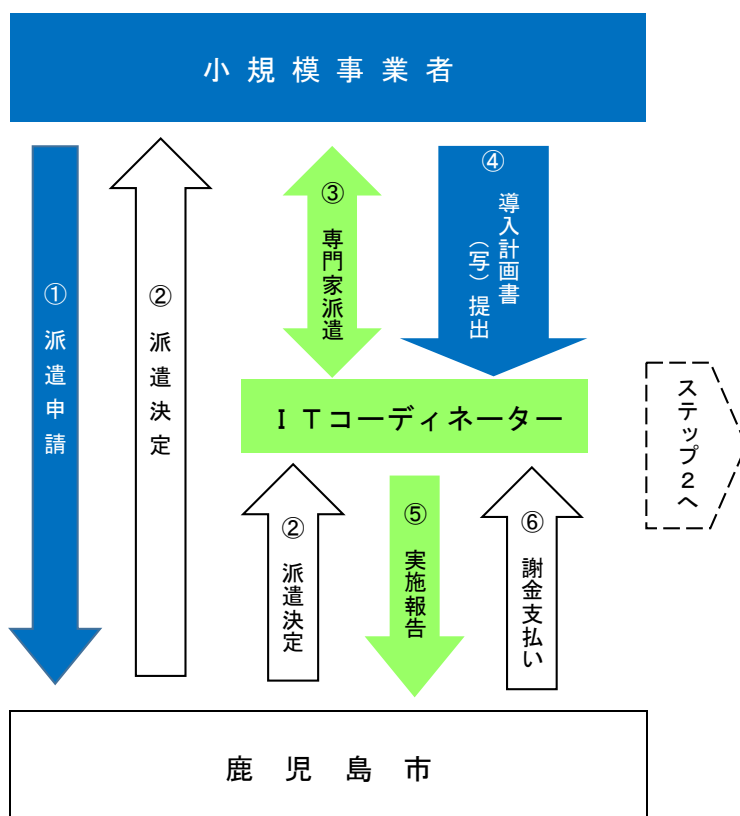 小規模事業者
①派遣申請
②派遣決定
③専門家派遣
④導入計画書
（写）提出
ＩＴコーディネーター
②派遣決定
⑤実施報告
⑥謝金支払い
ステップ２へ
鹿児島市